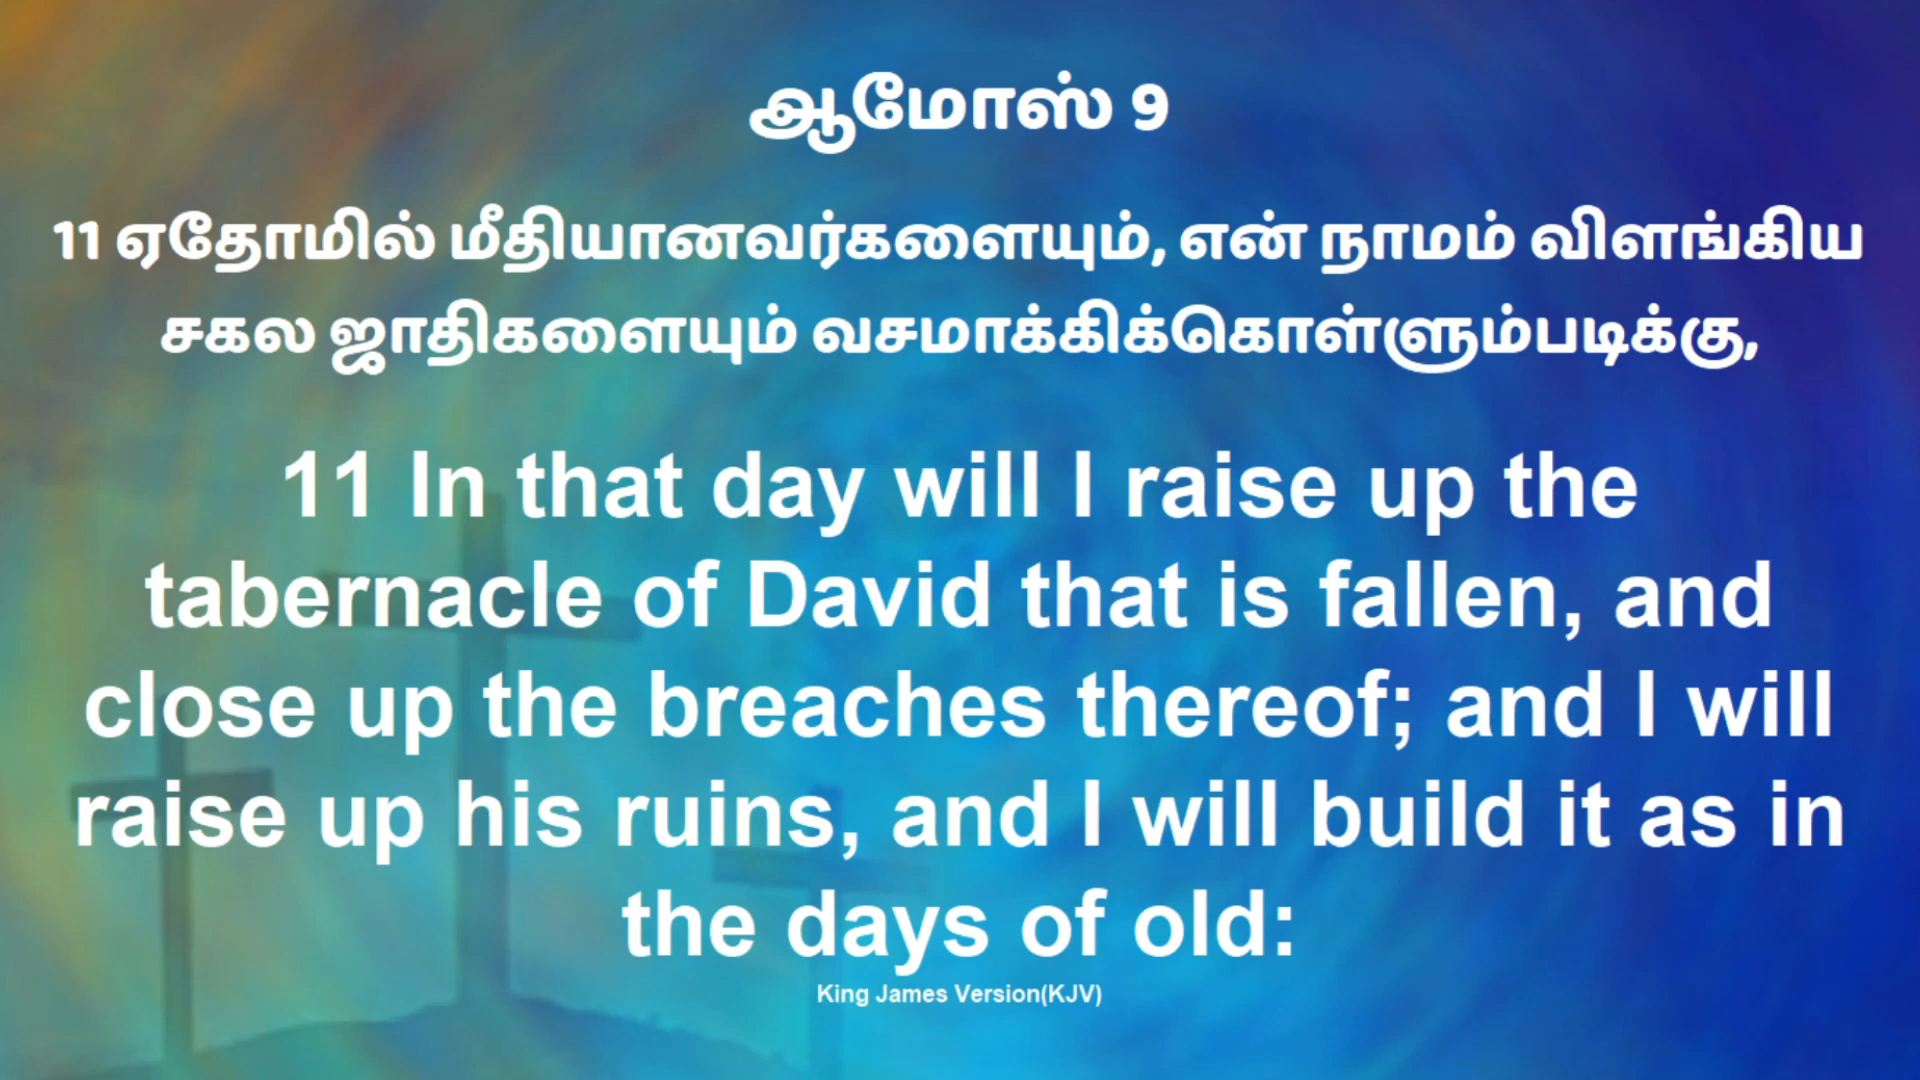 ஆமோஸ் 9
11 ஏதோமில் மீதியானவர்களையும், என் நாமம் விளங்கிய
சகல ஜாதிகளையும் வசமாக்கிக்கொள்ளும்படிக்கு,
11 In that day will I raise up the
tabernacle of David that is fallen, and
close up the breaches thereof; and I will
raise up his ruins, and I will build it as in
the days of old:
King James Version(KJV)